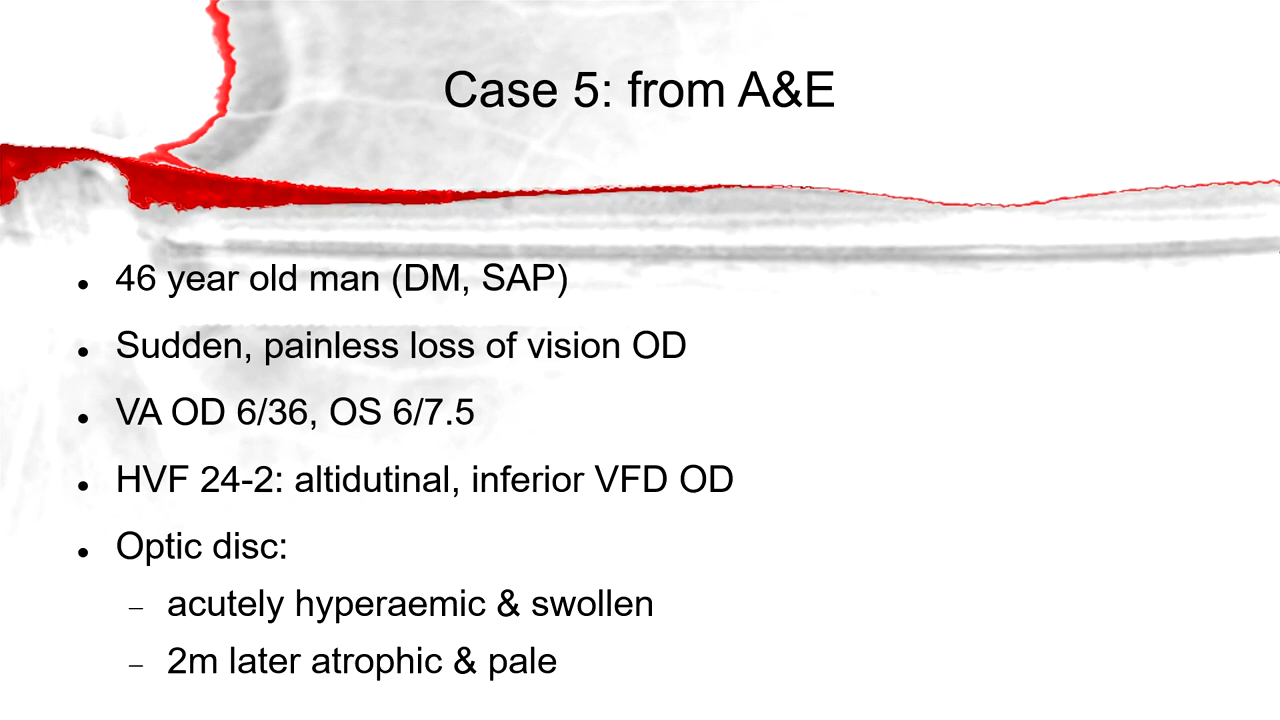 Case 5: from A&E
● 46 year old man (DM, SAP)
● Sudden, painless loss of vision OD
● VA OD 6/36, OS 6/7.5
● HVF 24-2: altidutinal, inferior VFD OD
● Optic disc:
– acutely hyperaemic & swollen
– 2m later atrophic & pale